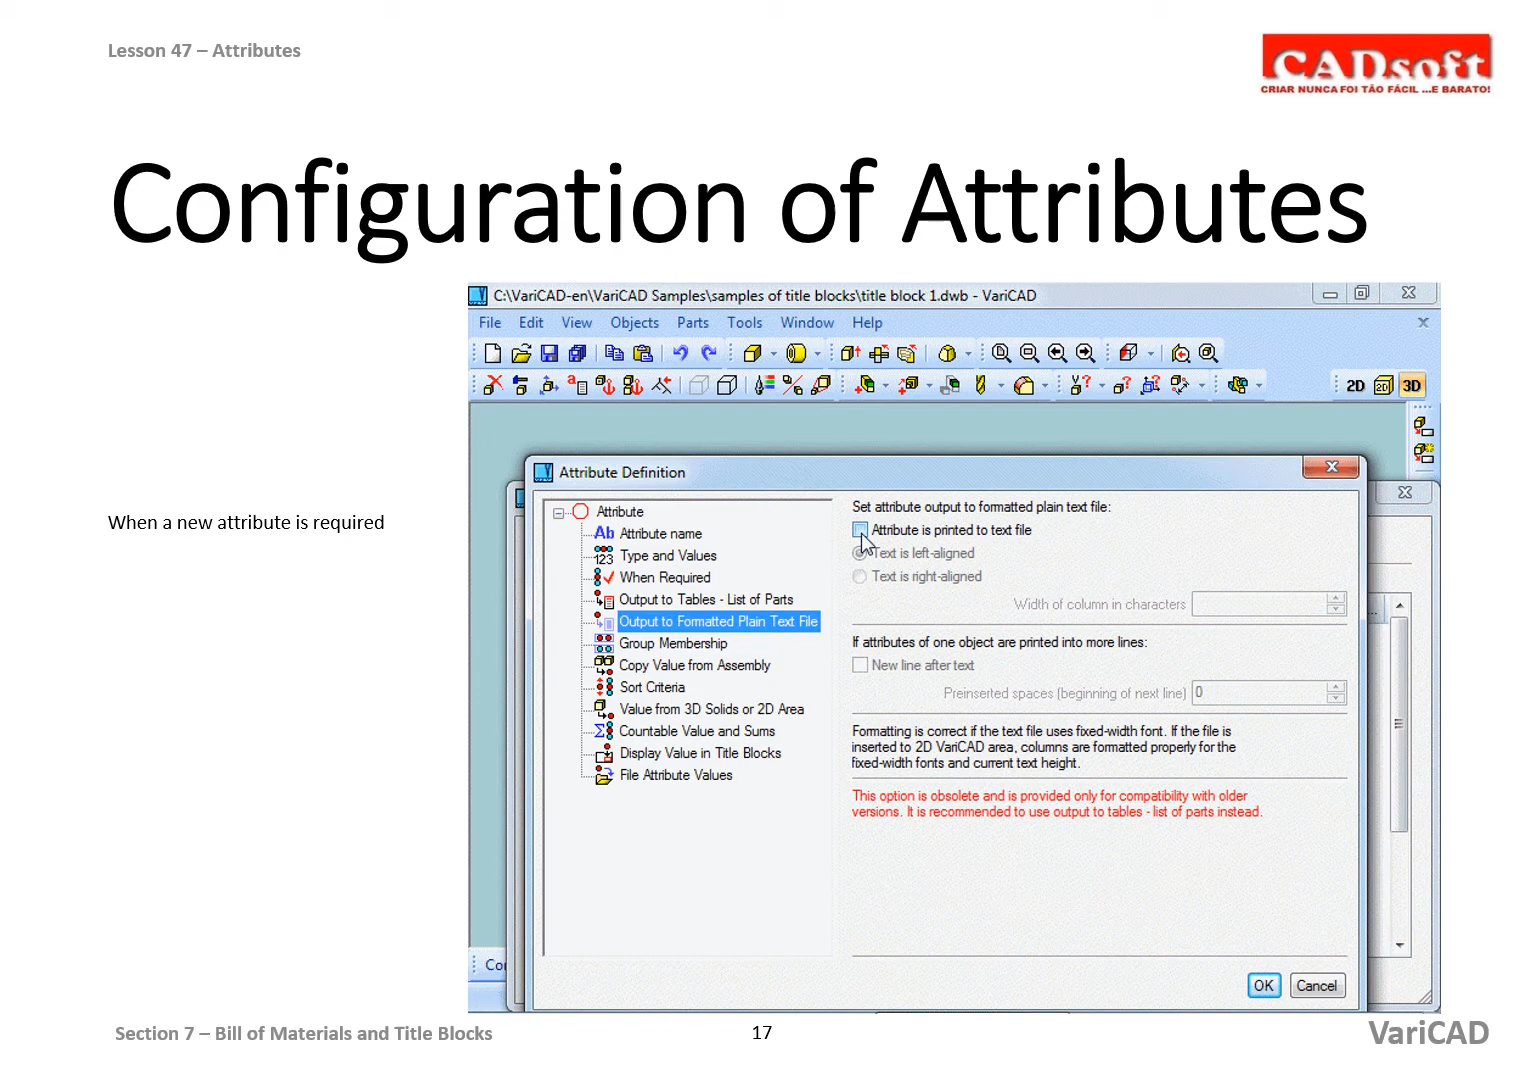 Lesson 47 – Attributes
CADsoft
CRIAR NUNCA FOI TÃO FÁCIL ...E BARATO!
Configuration of Attributes
When a new attribute is required
C:\VariCAD-en\VariCAD Samples\samples of title blocks\title block 1.dwb - VariCAD
File Edit View Objects Parts Tools Window Help
2D 2D 3D
Attribute Definition
Attribute
Ab Attribute name
123 Type and Values
When Required
Output to Tables - List of Parts
Output to Formatted Plain Text File
Group Membership
Copy Value from Assembly
Sort Criteria
Value from 3D Solids or 2D Area
Countable Value and Sums
Display Value in Title Blocks
File Attribute Values
Set attribute output to formatted plain text file:
Attribute is printed to text file
Text is left-aligned
Text is right-aligned
Width of column in characters
If attributes of one object are printed into more lines:
New line after text
Preinserted spaces (beginning of next line) 0
Formatting is correct if the text file uses fixed-width font. If the file is
inserted to 2D VariCAD area, columns are formatted properly for the
fixed-width fonts and current text height.
This option is obsolete and is provided only for compatibility with older
versions. It is recommended to use output to tables - list of parts instead.
OK Cancel
Section 7 – Bill of Materials and Title Blocks
17
VariCAD